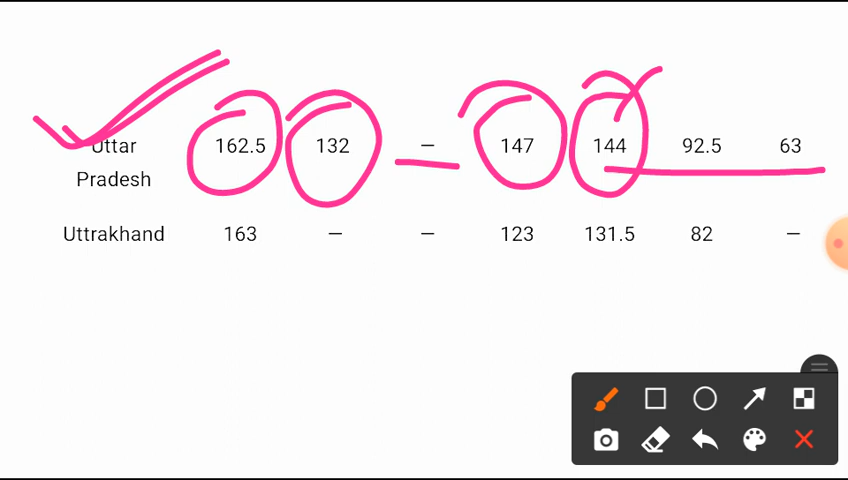 Uttar 162.5 132 – 147 144 92.5 63
Pradesh
Uttrakhand 163 – – 123 131.5 82 –